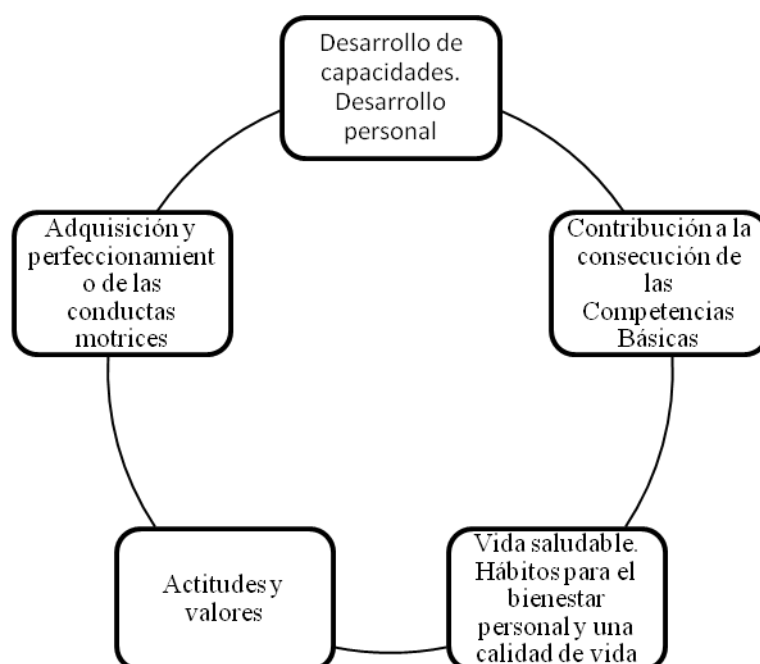 Desarrollo de
capacidades.
Desarrollo
personal
Adquisición y
perfeccionamient
o de las
conductas
motrices
Contribución a la
consecución de
las
Competencias
Básicas
Actitudes y
valores
Vida saludable.
Hábitos para el
bienestar
personal y una
calidad de vida